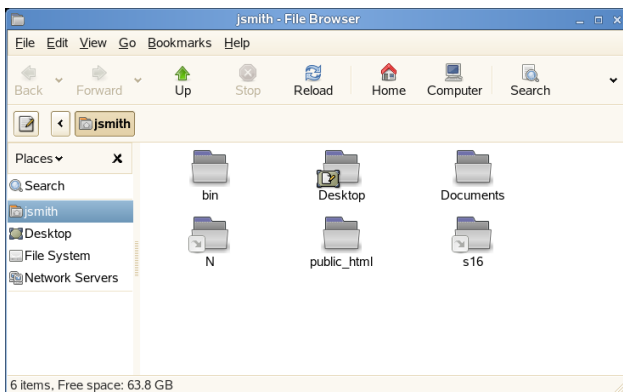 jsmith - File Browser
File Edit View Go Bookmarks Help
Back Forward Up Stop Reload Home Computer Search
jsmith
Places
Search
jsmith
Desktop
File System
Network Servers
bin Desktop Documents
N public_html s16
6 items, Free space: 63.8 GB